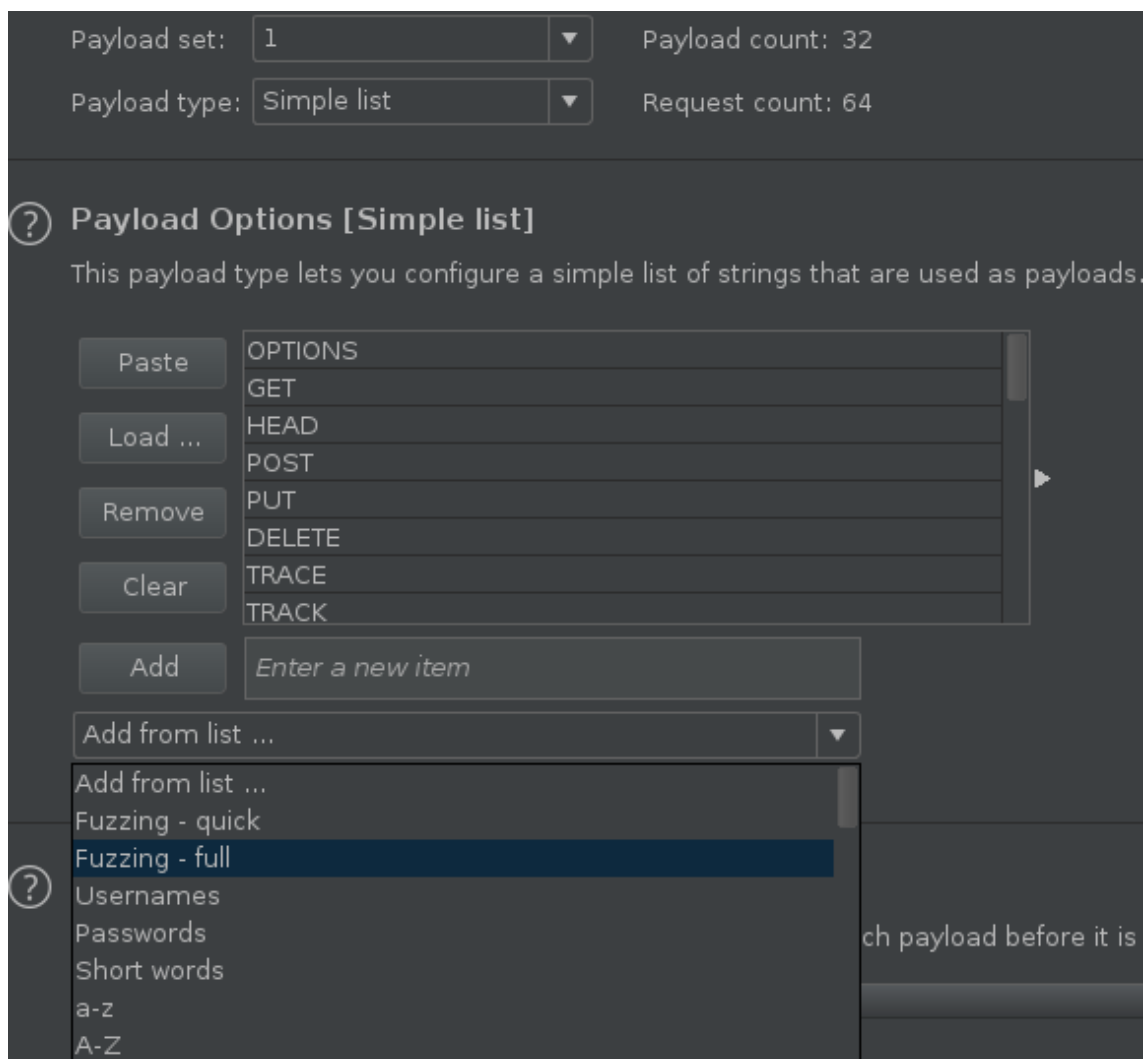 Payload set: 1 Payload count: 32
Payload type: Simple list Request count: 64
? Payload Options [Simple list]
This payload type lets you configure a simple list of strings that are used as payloads.
Paste
OPTIONS
GET
Load ...
HEAD
POST
Remove
PUT
DELETE
Clear
TRACE
TRACK
Add Enter a new item
Add from list ...
Add from list ...
Fuzzing - quick
Fuzzing - full
?
Usernames
Passwords
ch payload before it is
Short words
a-z
A-Z